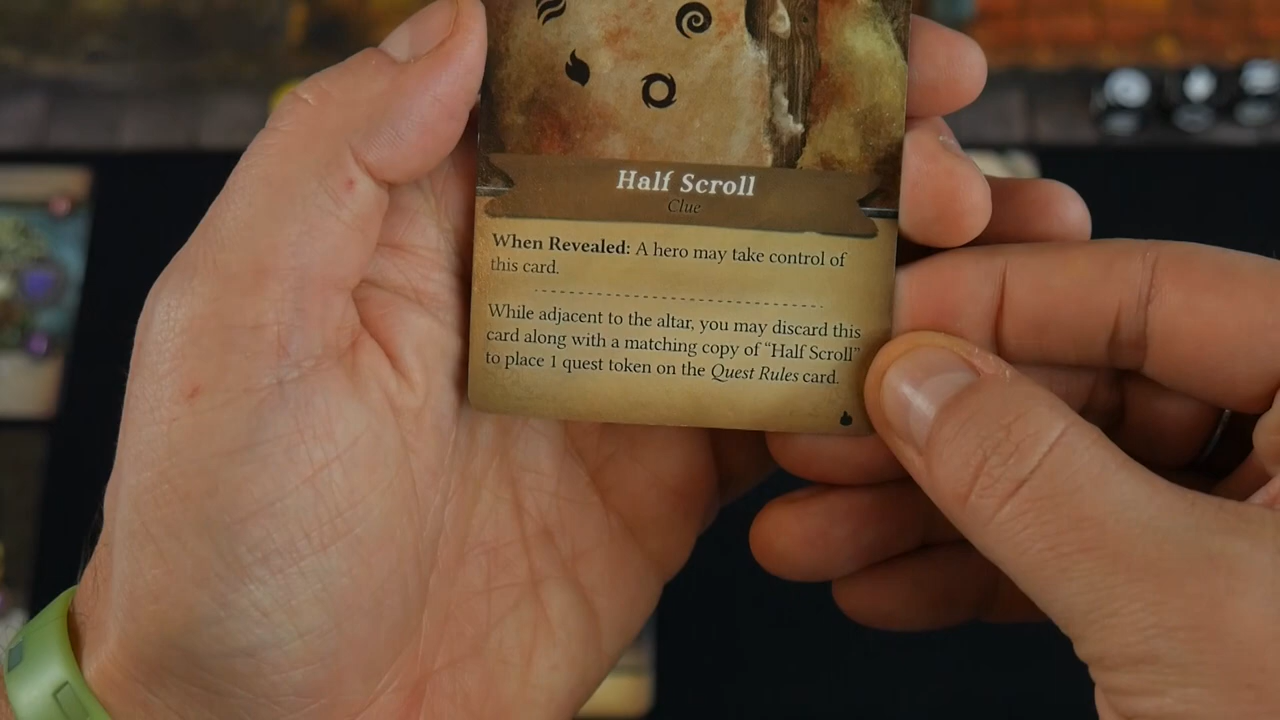 Half Scroll
Clue
When Revealed: A hero may take control of
this card.
While adjacent to the altar, you may discard this
card along with a matching copy of “Half Scroll”
to place 1 quest token on the Quest Rules card.